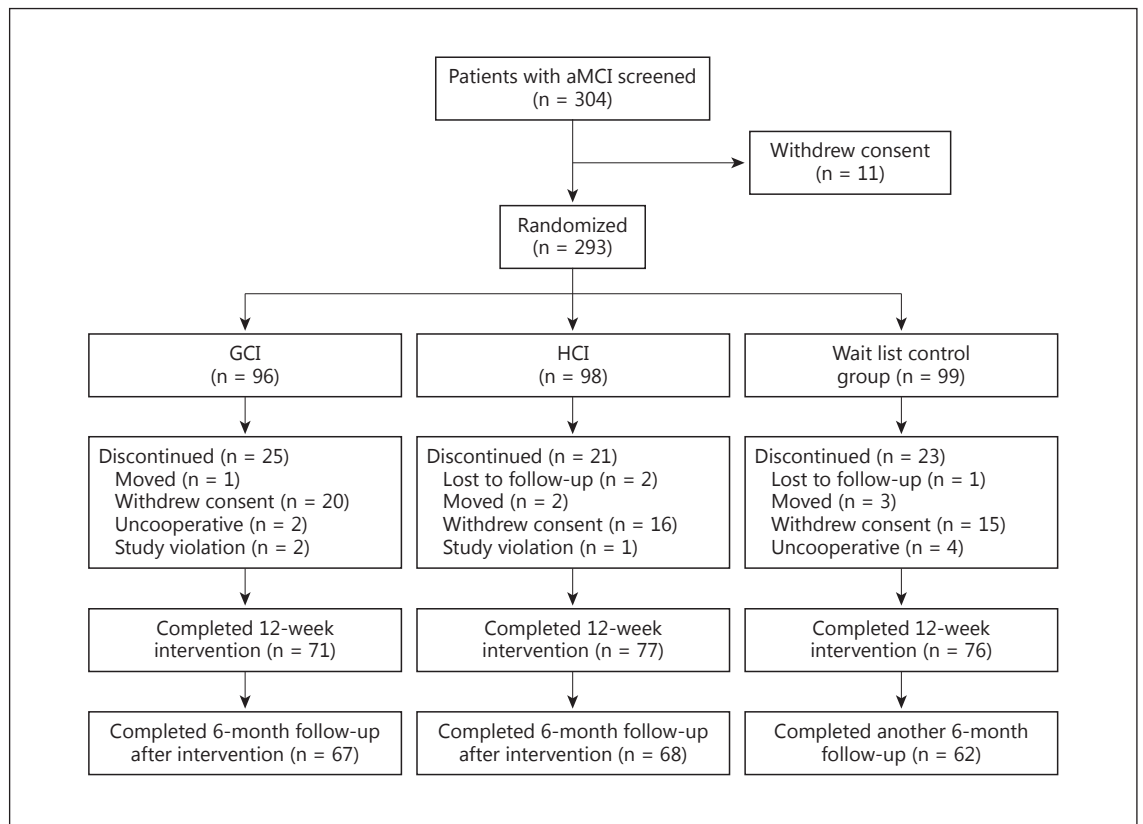 Patients with aMCI screened
(n = 304)
Withdrew consent
(n = 11)
Randomized
(n = 293)
GCI
(n = 96)
HCI
(n = 98)
Wait list control
group (n = 99)
Discontinued (n = 25)
Moved (n = 1)
Withdrew consent (n = 20)
Uncooperative (n = 2)
Study violation (n = 2)
Discontinued (n = 21)
Lost to follow-up (n = 2)
Moved (n = 2)
Withdrew consent (n = 16)
Study violation (n = 1)
Discontinued (n = 23)
Lost to follow-up (n = 1)
Moved (n = 3)
Withdrew consent (n = 15)
Uncooperative (n = 4)
Completed 12-week
intervention (n = 71)
Completed 12-week
intervention (n = 77)
Completed 12-week
intervention (n = 76)
Completed 6-month follow-up
after intervention (n = 67)
Completed 6-month follow-up
after intervention (n = 68)
Completed another 6-month
follow-up (n = 62)